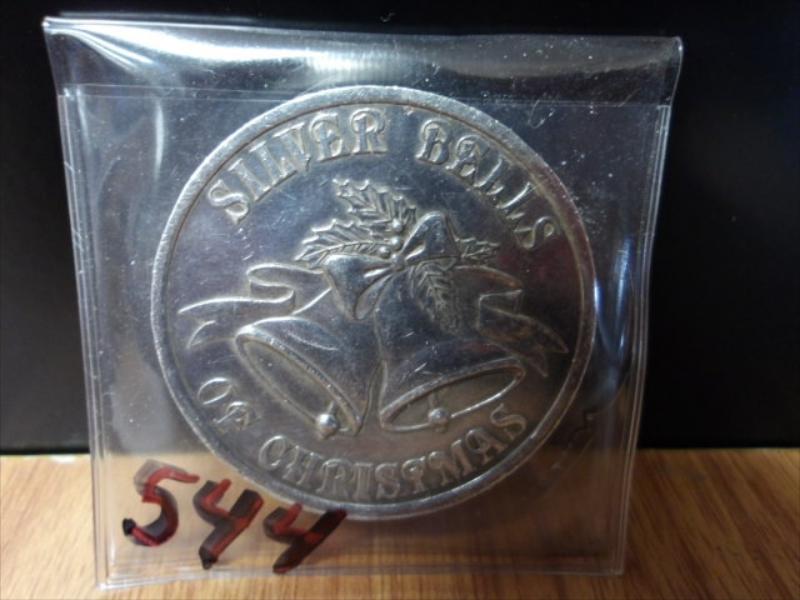 SILVER BELLS
OF CHRISTMAS
544